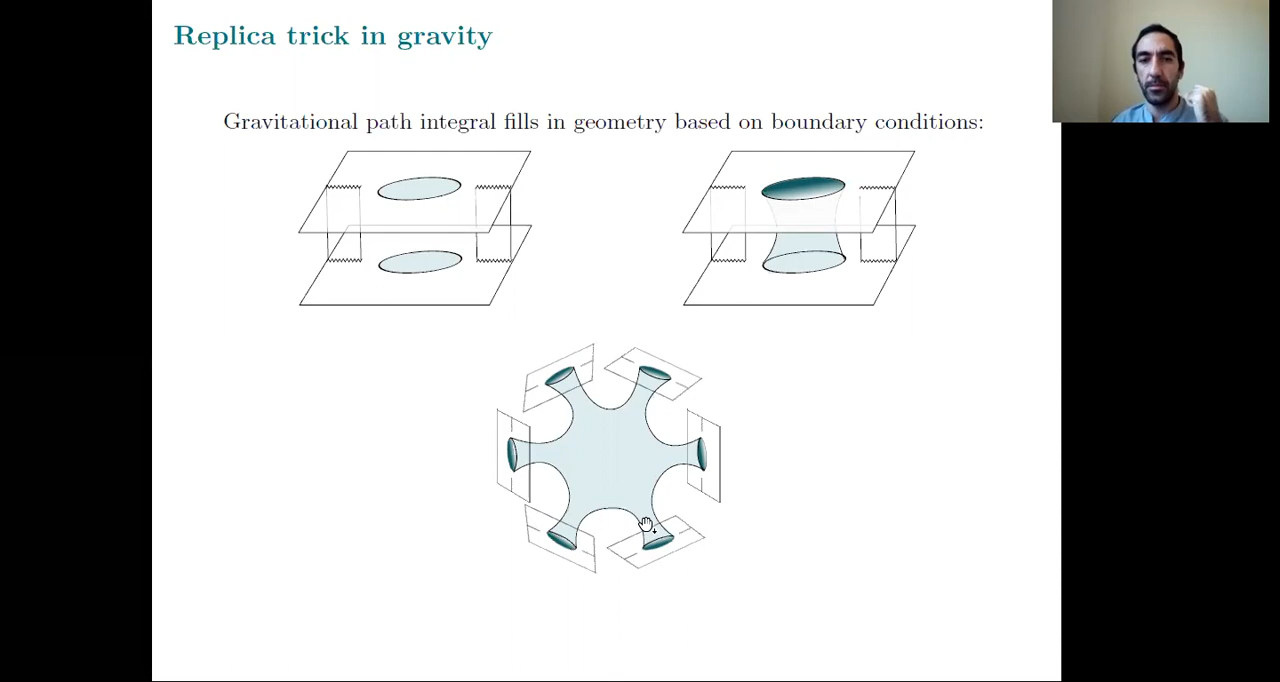 Replica trick in gravity
Gravitational path integral fills in geometry based on boundary conditions: